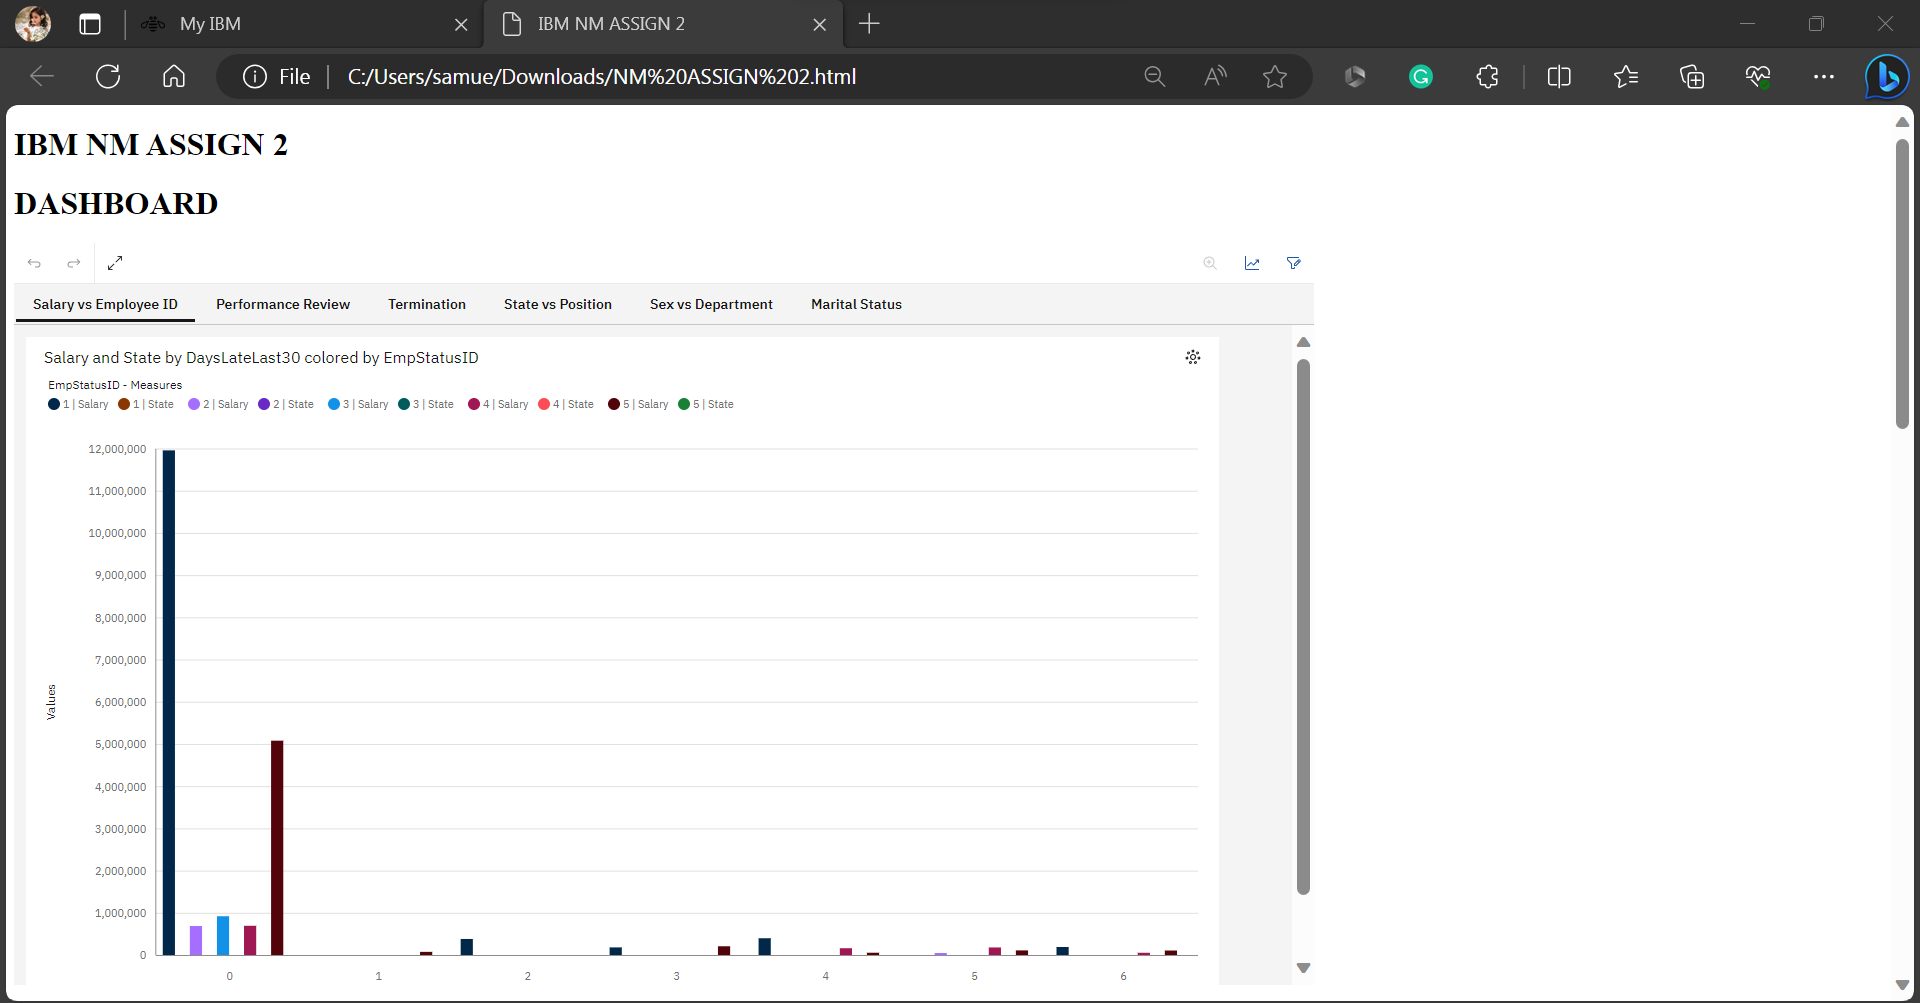 My IBM
IBM NM ASSIGN 2
File
C:/Users/samue/Downloads/NM%20ASSIGN%202.html
IBM NM ASSIGN 2
DASHBOARD
Salary vs Employee ID Performance Review Termination State vs Position Sex vs Department Marital Status
Salary and State by DaysLateLast30 colored by EmpStatusID
EmpStatusID - Measures
1 | Salary 1 | State 2 | Salary 2 | State 3 | Salary 3 | State 4 | Salary 4 | State 5 | Salary 5 | State
Values
12,000,000
11,000,000
10,000,000
9,000,000
8,000,000
7,000,000
6,000,000
5,000,000
4,000,000
3,000,000
2,000,000
1,000,000
0
0 1 2 3 4 5 6